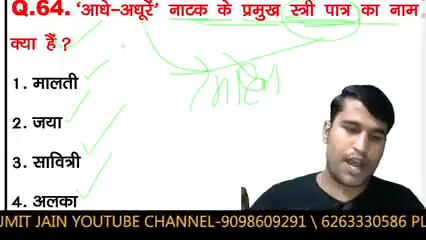 Q.64. 'आधे-अधूरें' नाटक के प्रमुख स्त्री पात्र का नाम
क्या हैं ?
1. मालती
2. जया
3. सावित्री
4. अलका
UMIT JAIN YOUTUBE CHANNEL-9098609291 \ 6263330586 PL